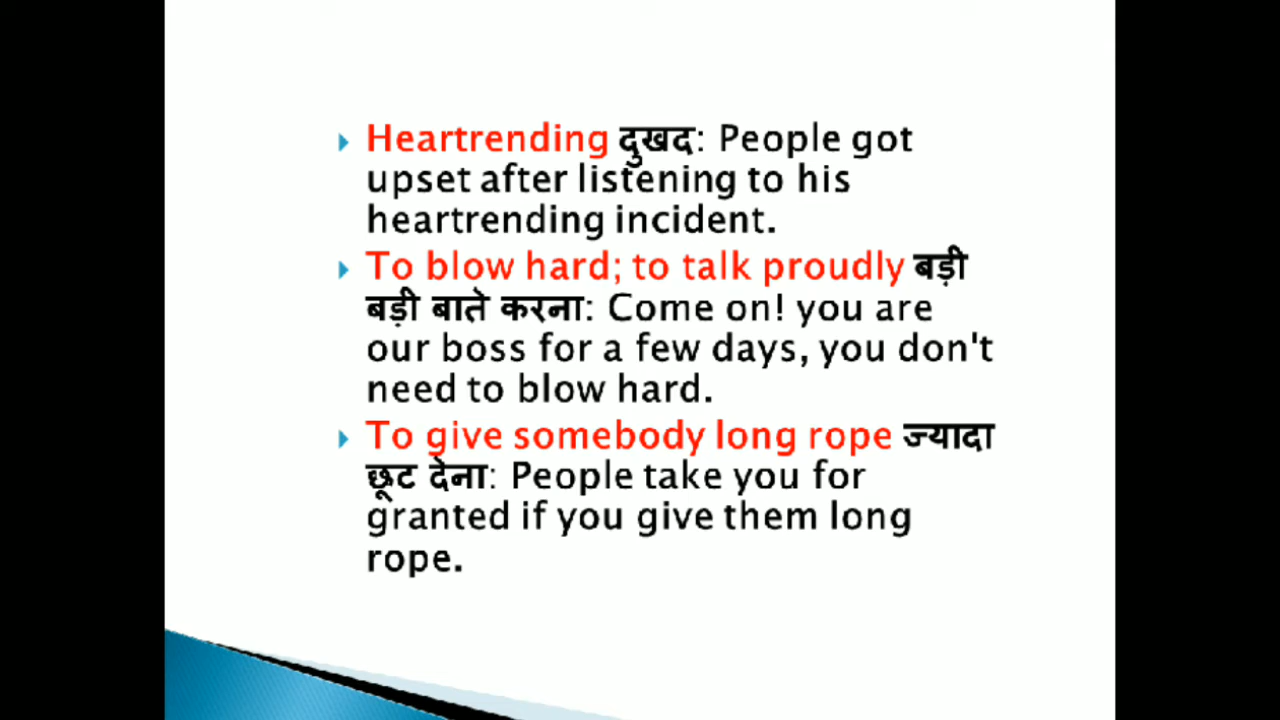 Heartrending दुखद: People got
upset after listening to his
heartrending incident.
To blow hard; to talk proudly बड़ी
बड़ी बाते करना: Come on! you are
our boss for a few days, you don't
need to blow hard.
To give somebody long rope ज्यादा
छूट देना: People take you for
granted if you give them long
rope.